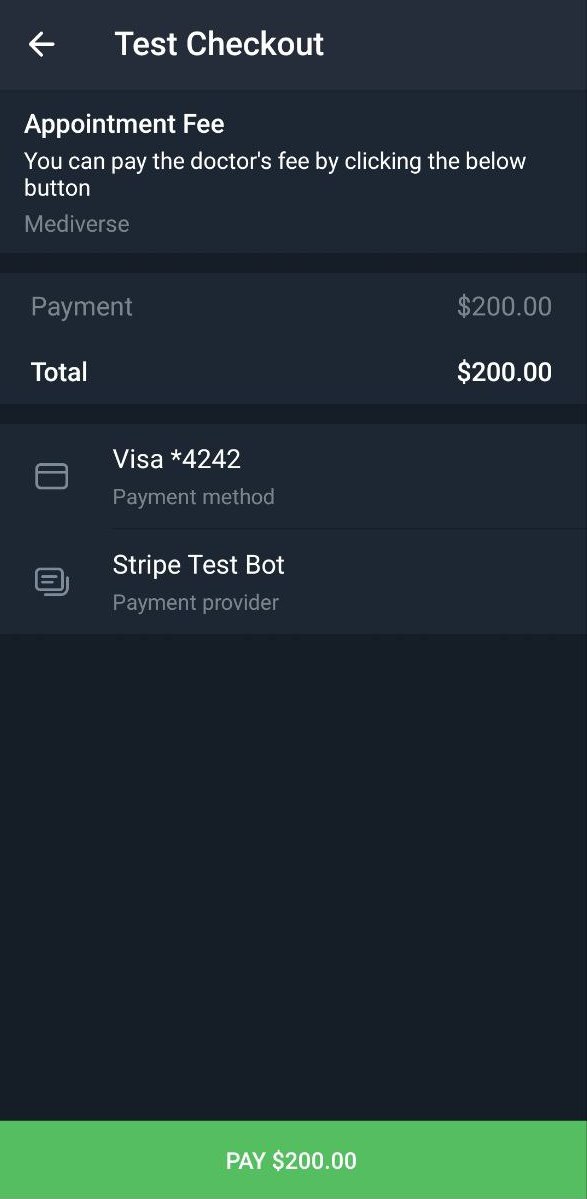 Test Checkout
Appointment Fee
You can pay the doctor's fee by clicking the below
button
Mediverse
Payment $200.00
Total $200.00
Visa *4242
Payment method
Stripe Test Bot
Payment provider
PAY $200.00